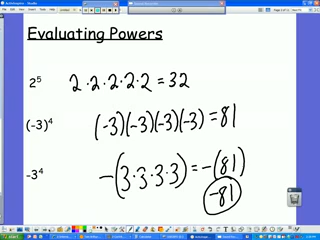 Evaluating Powers
2⁵ 2·2·2·2·2=32
(-3)⁴ (-3)(-3)(-3)(-3)=81
-3⁴ -(3·3·3·3)=-(81)
-81